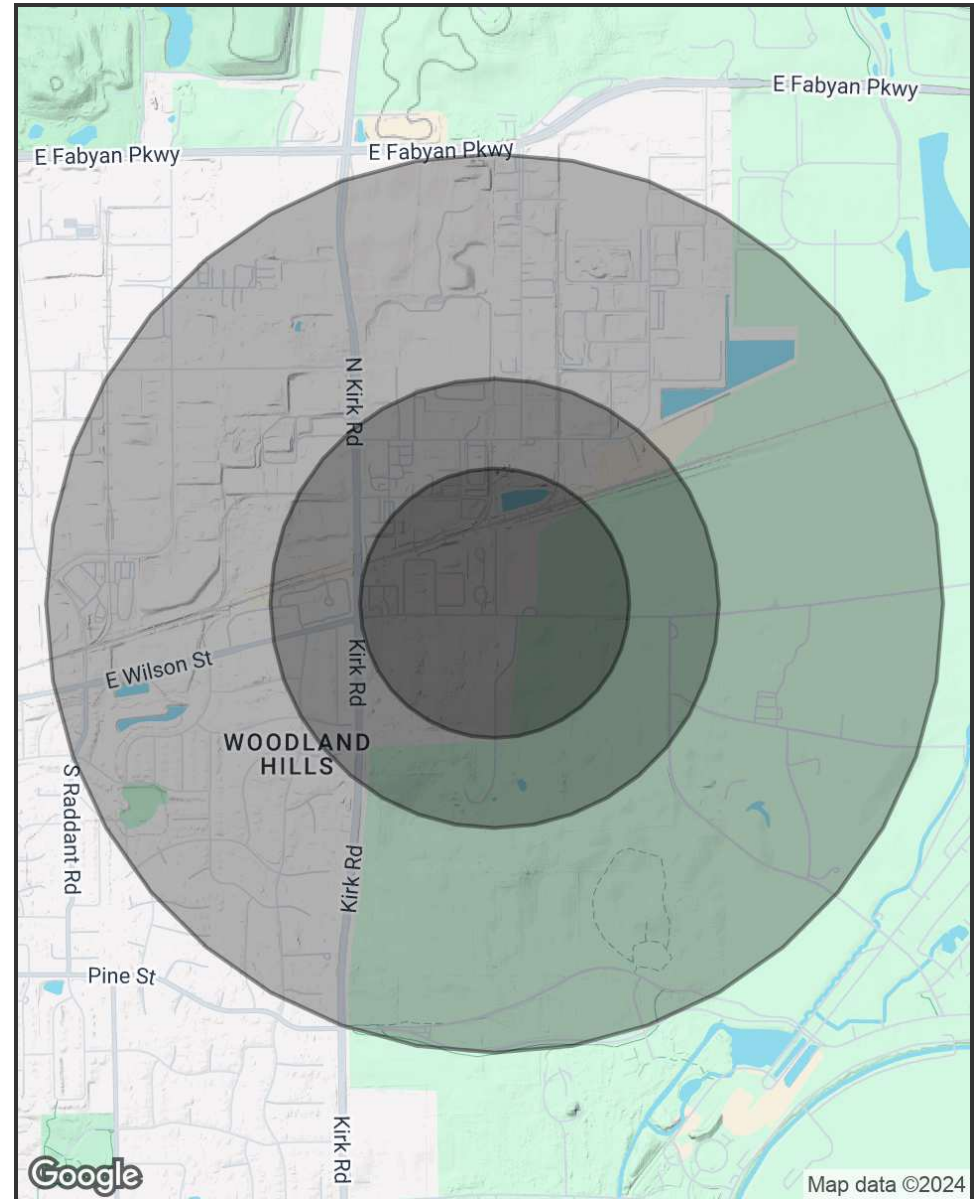 E Fabyan Pkwy
E Fabyan Pkwy
E Fabyan Pkwy
N Kirk Rd
Kirk Rd
E Wilson St
WOODLAND
HILLS
S Raddant Rd
Kirk Rd
Pine St
Kirk Rd
Google
Map data ©2024